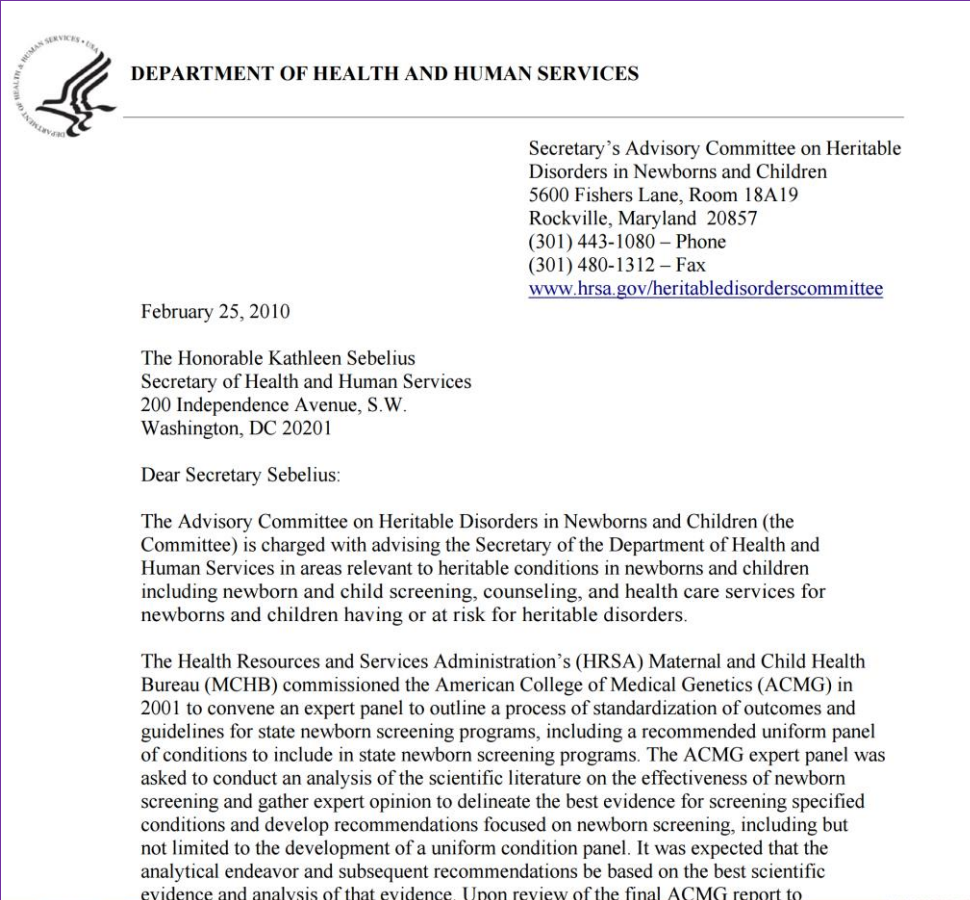 DEPARTMENT OF HEALTH & HUMAN SERVICES • USA
DEPARTMENT OF HEALTH AND HUMAN SERVICES
Secretary’s Advisory Committee on Heritable
Disorders in Newborns and Children
5600 Fishers Lane, Room 18A19
Rockville, Maryland 20857
(301) 443-1080 – Phone
(301) 480-1312 – Fax
www.hrsa.gov/heritabledisorderscommittee
February 25, 2010
The Honorable Kathleen Sebelius
Secretary of Health and Human Services
200 Independence Avenue, S.W.
Washington, DC 20201
Dear Secretary Sebelius:
The Advisory Committee on Heritable Disorders in Newborns and Children (the
Committee) is charged with advising the Secretary of the Department of Health and
Human Services in areas relevant to heritable conditions in newborns and children
including newborn and child screening, counseling, and health care services for
newborns and children having or at risk for heritable disorders.
The Health Resources and Services Administration’s (HRSA) Maternal and Child Health
Bureau (MCHB) commissioned the American College of Medical Genetics (ACMG) in
2001 to convene an expert panel to outline a process of standardization of outcomes and
guidelines for state newborn screening programs, including a recommended uniform panel
of conditions to include in state newborn screening programs. The ACMG expert panel was
asked to conduct an analysis of the scientific literature on the effectiveness of newborn
screening and gather expert opinion to delineate the best evidence for screening specified
conditions and develop recommendations focused on newborn screening, including but
not limited to the development of a uniform condition panel. It was expected that the
analytical endeavor and subsequent recommendations be based on the best scientific
evidence and analysis of that evidence. Upon review of the final ACMG report to